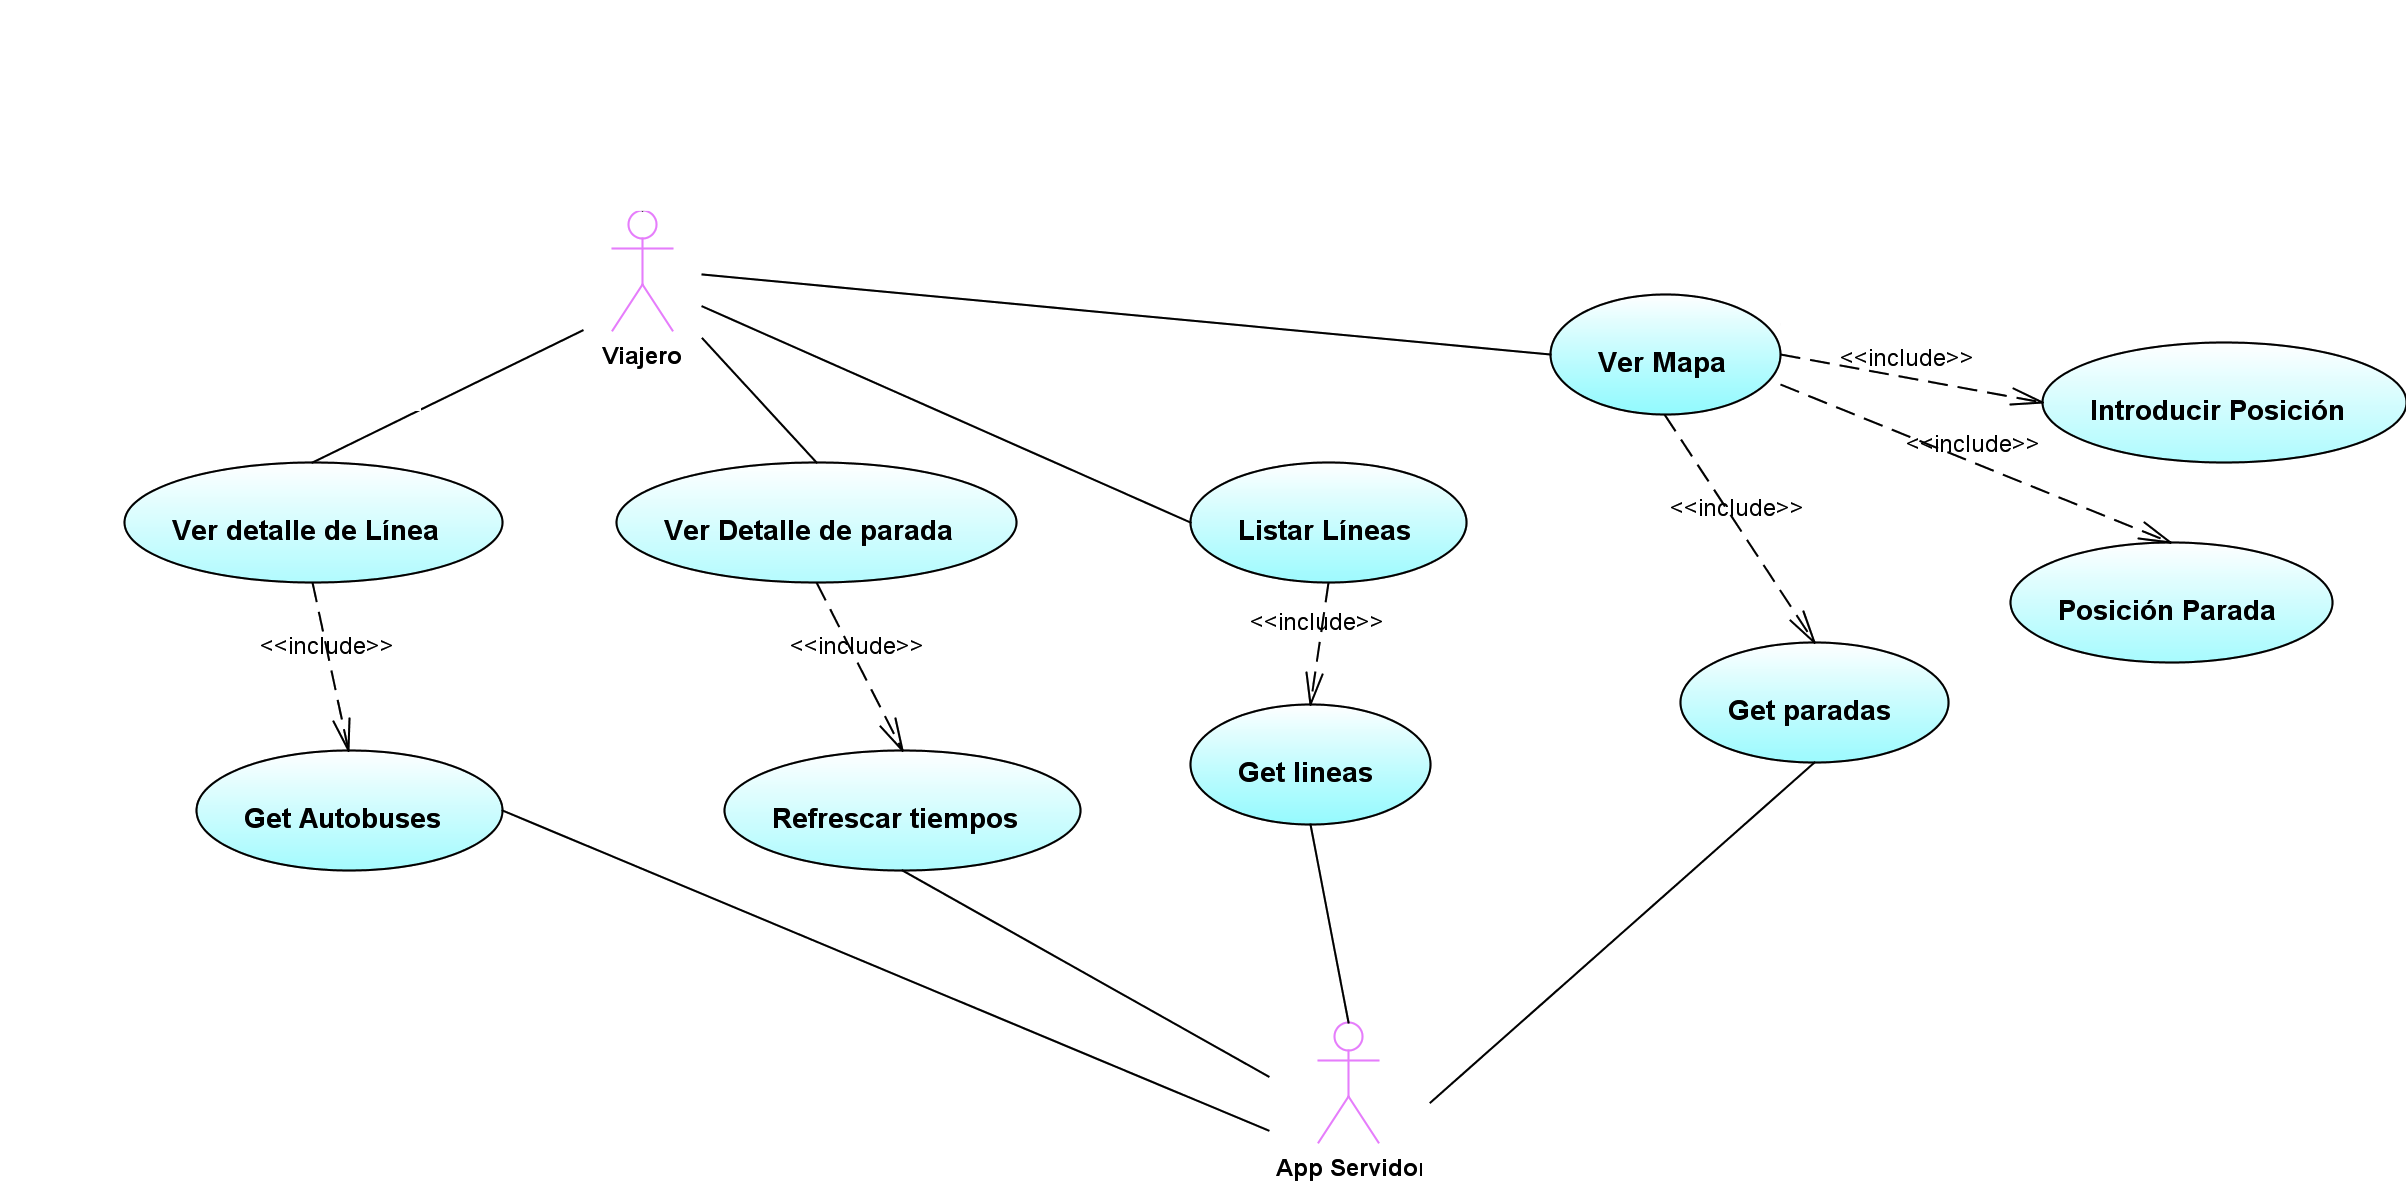 Viajero
Ver Mapa
<<include>>
Introducir Posición
<<include>>
<<include>>
Ver detalle de Línea
Ver Detalle de parada
Listar Líneas
Posición Parada
<<include>>
<<include>>
<<include>>
Get paradas
Get Autobuses
Refrescar tiempos
Get lineas
App Servidor